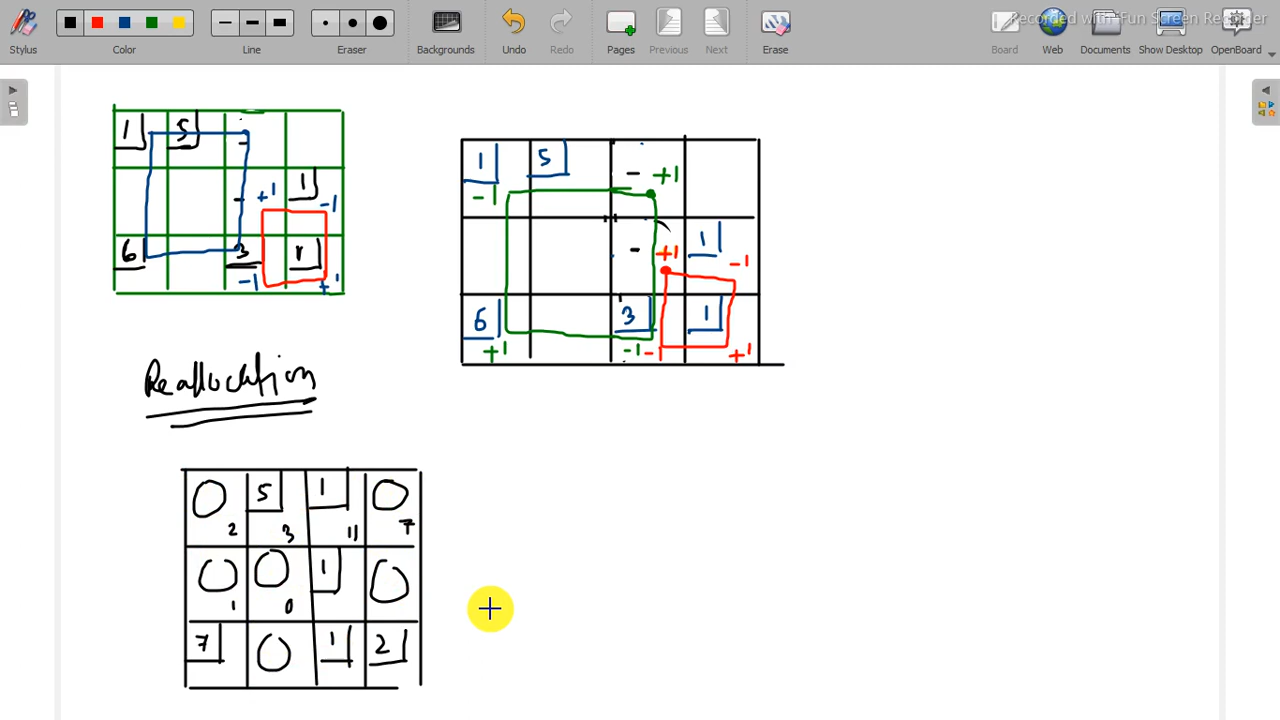 Recorded with iFun Screen Recorder
Stylus Color Line Eraser Backgrounds Undo Redo Pages Previous Next Erase Board Web Documents Show Desktop OpenBoard
1 5 -
- +1 1 -1
6 3 -1 1 +1
1 -1 5 - +1
- +1 1 -1
6 +1 3 -1 -1 1 +1
Reallocation
0 2 5 3 1 11 0 7
0 1 0 0 1 0
7 0 1 2